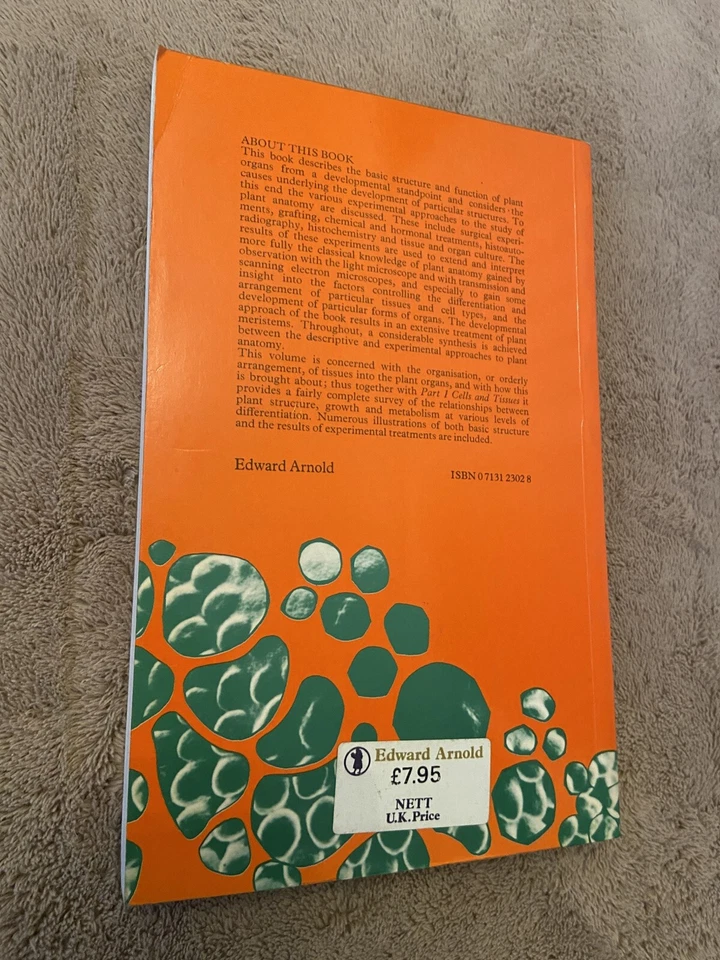 ABOUT THIS BOOK
This book describes the basic structure and function of plant
organs from a developmental standpoint and considers the
causes underlying the development of particular structures. To
this end the various experimental approaches to the study of
plant anatomy are discussed. These include surgical experi-
ments, grafting, chemical and hormonal treatments, histoauto-
radiography, histochemistry and tissue and organ culture. The
results of these experiments are used to extend and interpret
more fully the classical knowledge of plant anatomy gained by
observation with the light microscope and with transmission and
scanning electron microscopes, and especially to gain some
insight into the factors controlling the differentiation and
arrangement of particular tissues and cell types, and the
development of particular forms of organs. The developmental
approach of the book results in an extensive treatment of plant
meristems. Throughout, a considerable synthesis is achieved
between the descriptive and experimental approaches to plant
anatomy.
This volume is concerned with the organisation, or orderly
arrangement, of tissues into the plant organs, and with how this
is brought about; thus together with Part I Cells and Tissues it
provides a fairly complete survey of the relationships between
plant structure, growth and metabolism at various levels of
differentiation. Numerous illustrations of both basic structure
and the results of experimental treatments are included.
Edward Arnold
ISBN 0 7131 2302 8
Edward Arnold
£7.95
NETT
U.K. Price